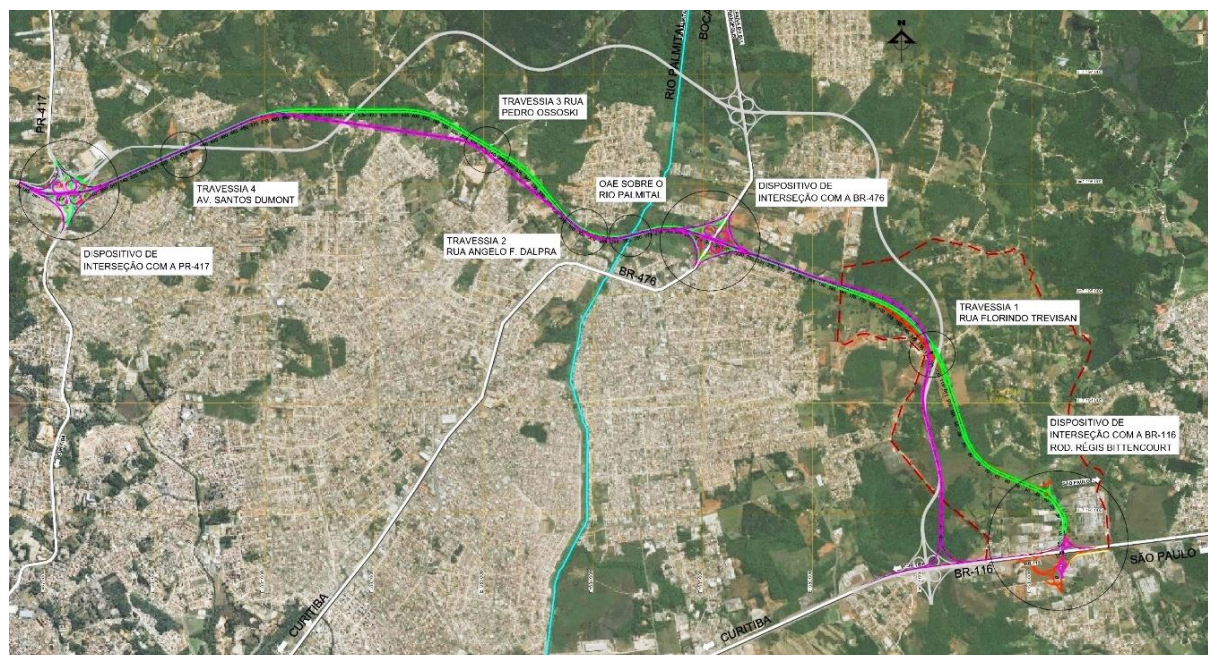 N
PR-417
RIO PALMITAL
TRAVESSIA 3 RUA
PEDRO OSSOSKI
TRAVESSIA 4
AV. SANTOS DUMONT
OAE SOBRE O
RIO PALMITAL
DISPOSITIVO DE
INTERSEÇÃO COM A BR-476
TRAVESSIA 2
RUA ANGELO F. DALPRA
DISPOSITIVO DE
INTERSEÇÃO COM A PR-417
BR-476
TRAVESSIA 1
RUA FLORINDO TREVISAN
DISPOSITIVO DE
INTERSEÇÃO COM A BR-116
ROD. RÉGIS BITTENCOURT
SÃO PAULO
BR-116
CURITIBA
CURITIBA